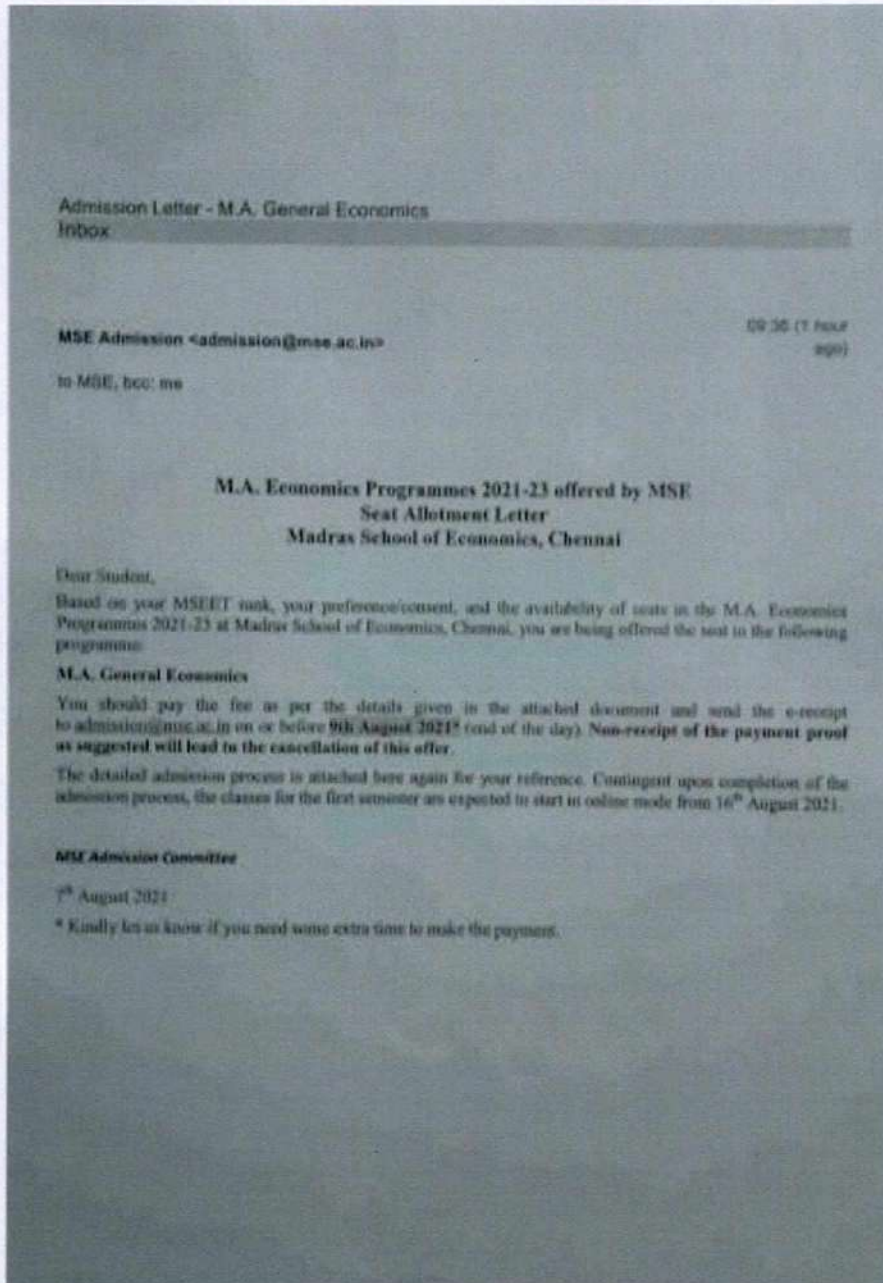 Admission Letter - M.A. General Economics
Inbox
MSE Admission <admission@mse.ac.in>
09:36 (1 hour
ago)
to MSE, bcc: me
M.A. Economics Programmes 2021-23 offered by MSE
Seat Allotment Letter
Madras School of Economics, Chennai
Dear Student,
Based on your MSEET rank, your preference/consent, and the availability of seats in the M.A. Economics
Programmes 2021-23 at Madras School of Economics, Chennai, you are being offered the seat in the following
programme:
M.A. General Economics
You should pay the fee as per the details given in the attached document and send the e-receipt
to admission@mse.ac.in on or before 9th August 2021* (end of the day). Non-receipt of the payment proof
as suggested will lead to the cancellation of this offer.
The detailed admission process is attached here again for your reference. Contingent upon completion of the
admission process, the classes for the first semester are expected to start in online mode from 16th August 2021.
MSE Admission Committee
7th August 2021
* Kindly let us know if you need some extra time to make the payment.